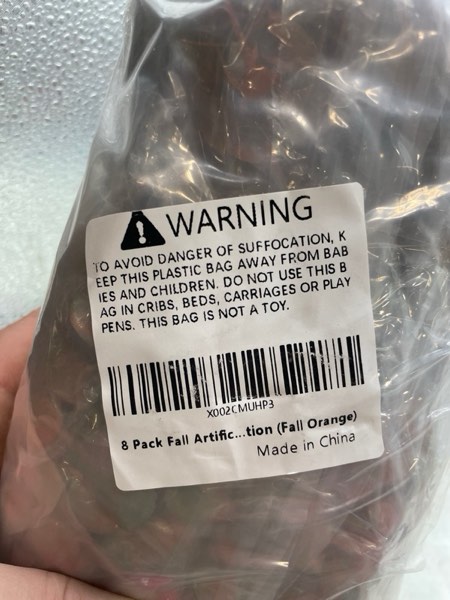 WARNING
TO AVOID DANGER OF SUFFOCATION, K
EEP THIS PLASTIC BAG AWAY FROM BAB
IES AND CHILDREN. DO NOT USE THIS B
AG IN CRIBS, BEDS, CARRIAGES OR PLAY
PENS. THIS BAG IS NOT A TOY.
X002CMUHP3
8 Pack Fall Artific...tion (Fall Orange)
Made in China